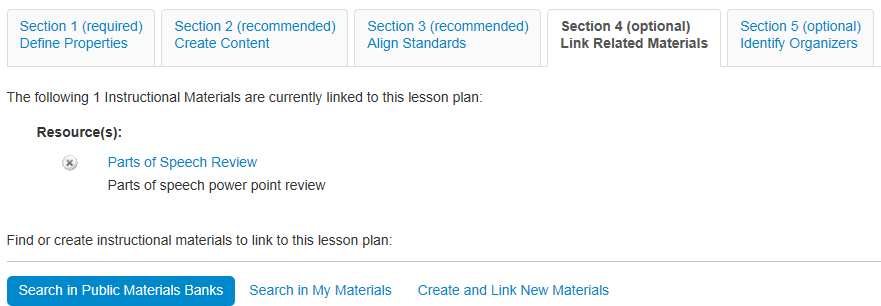 Section 1 (required)
Define Properties
Section 2 (recommended)
Create Content
Section 3 (recommended)
Align Standards
Section 4 (optional)
Link Related Materials
Section 5 (optional)
Identify Organizers
The following 1 Instructional Materials are currently linked to this lesson plan:
Resource(s):
Parts of Speech Review
Parts of speech power point review
Find or create instructional materials to link to this lesson plan:
Search in Public Materials Banks
Search in My Materials
Create and Link New Materials